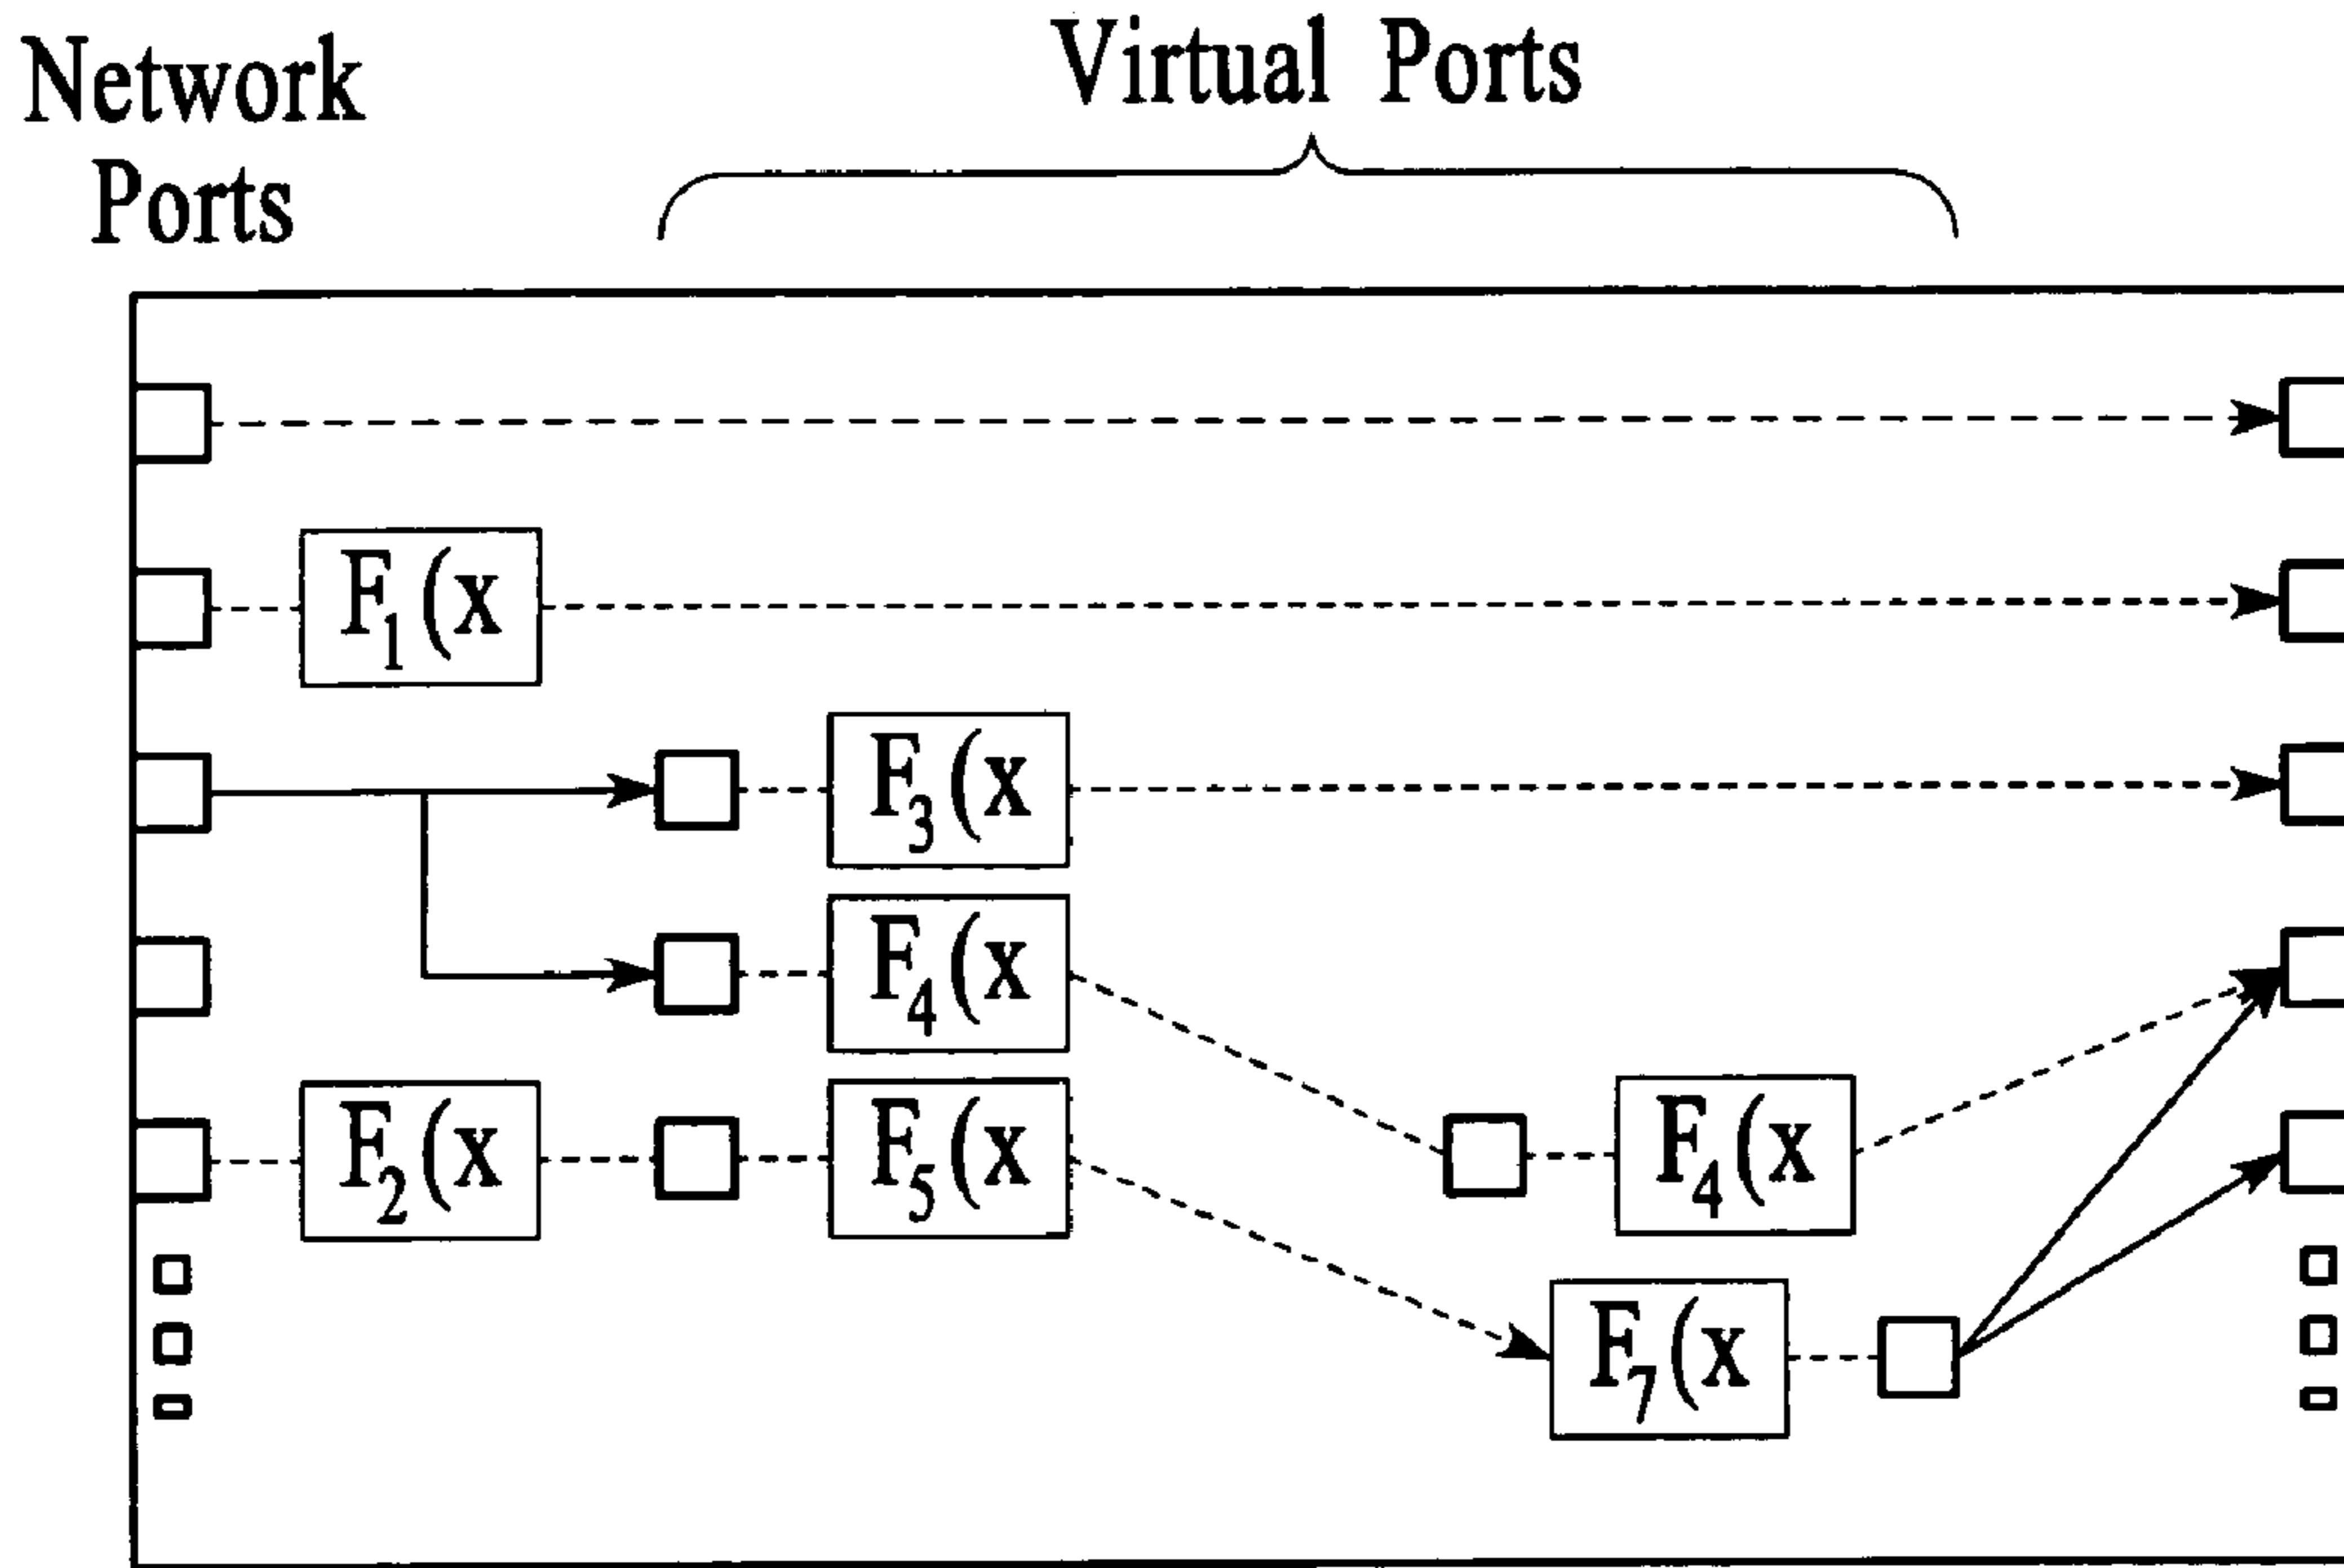 Network
Ports
Virtual Ports
F1(x
F3(x
F4(x
F2(x
F5(x
F4(x
F7(x